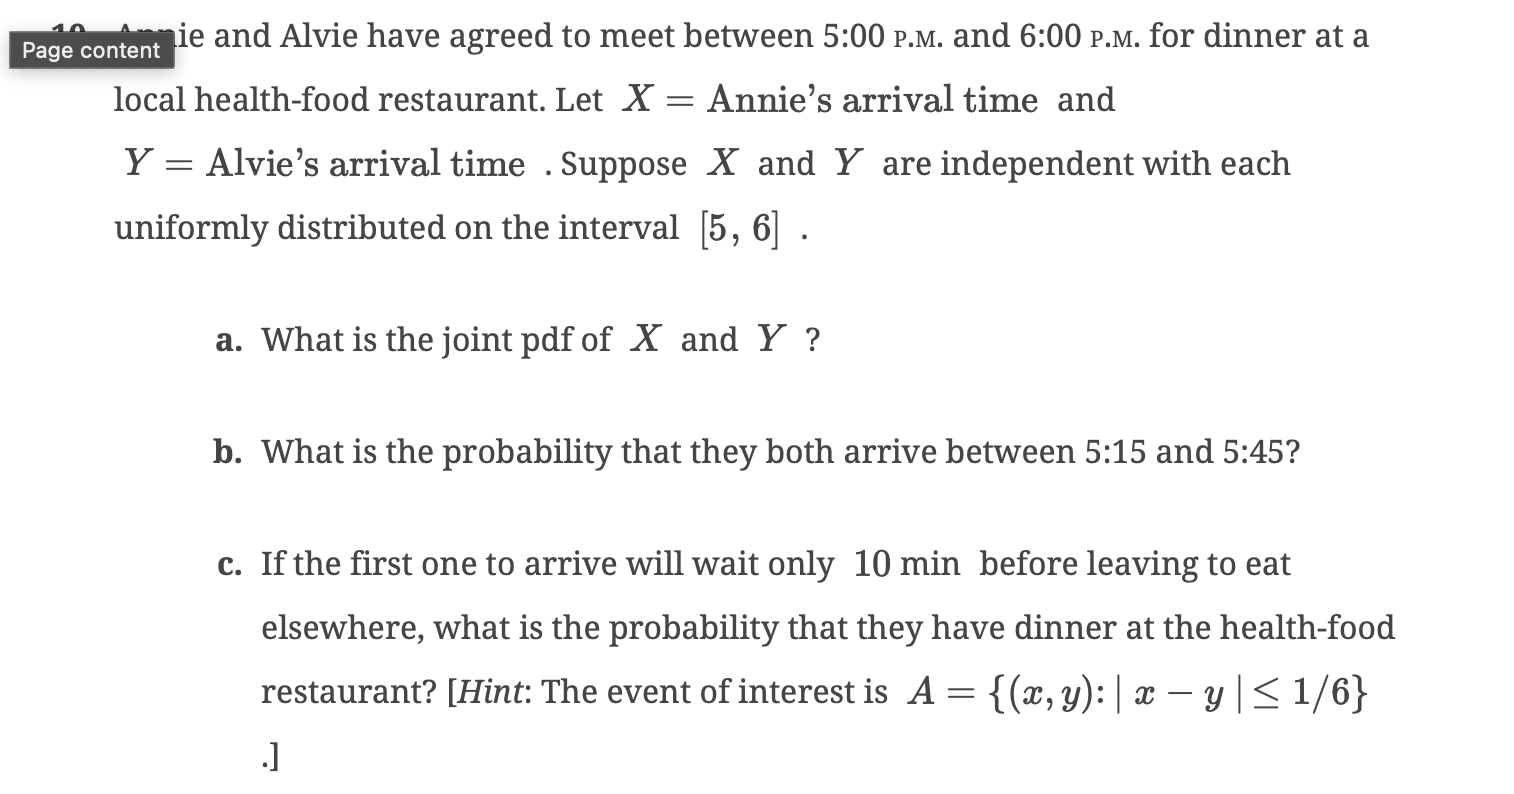 Page content
ie and Alvie have agreed to meet between 5:00 P.M. and 6:00 P.M. for dinner at a
local health-food restaurant. Let X = Annie’s arrival time and
Y = Alvie’s arrival time . Suppose X and Y are independent with each
uniformly distributed on the interval [5, 6] .
a. What is the joint pdf of X and Y ?
b. What is the probability that they both arrive between 5:15 and 5:45?
c. If the first one to arrive will wait only 10 min before leaving to eat
elsewhere, what is the probability that they have dinner at the health-food
restaurant? [Hint: The event of interest is A = {(x, y): | x − y | ≤ 1/6}
.]